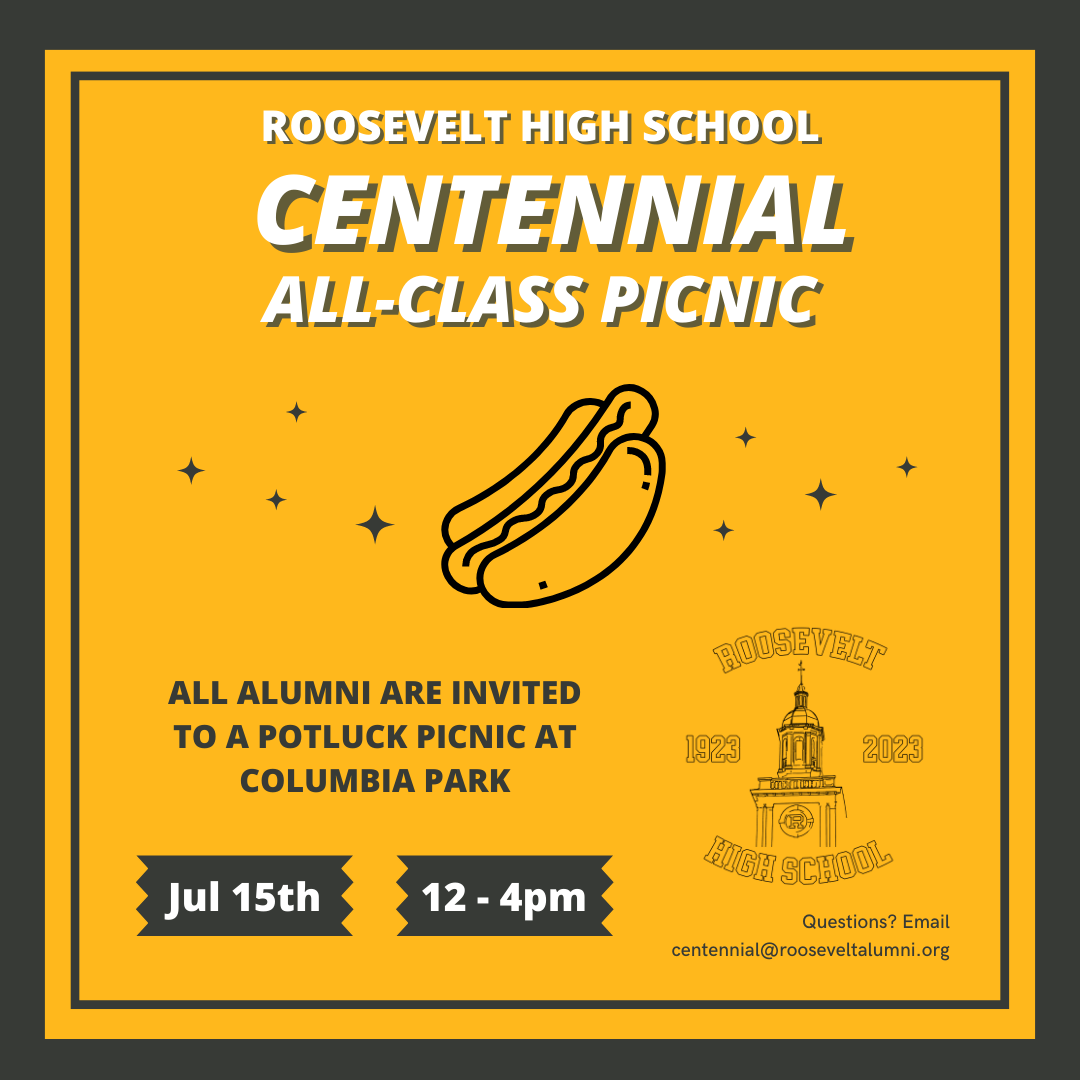 ROOSEVELT HIGH SCHOOL
CENTENNIAL
ALL-CLASS PICNIC
ALL ALUMNI ARE INVITED
TO A POTLUCK PICNIC AT
COLUMBIA PARK
Jul 15th
12 - 4pm
ROOSEVELT
1923
2023
R
HIGH SCHOOL
Questions? Email
centennial@rooseveltalumni.org